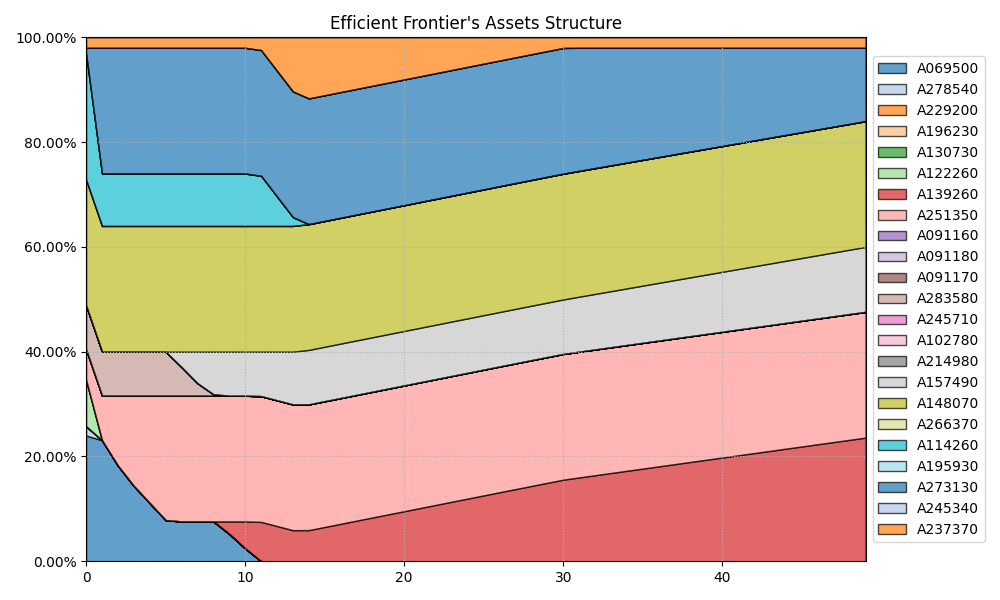 Efficient Frontier's Assets Structure
100.00%
80.00%
60.00%
40.00%
20.00%
0.00%
0
10
20
30
40
A069500
A278540
A229200
A196230
A130730
A122260
A139260
A251350
A091160
A091180
A091170
A283580
A245710
A102780
A214980
A157490
A148070
A266370
A114260
A195930
A273130
A245340
A237370